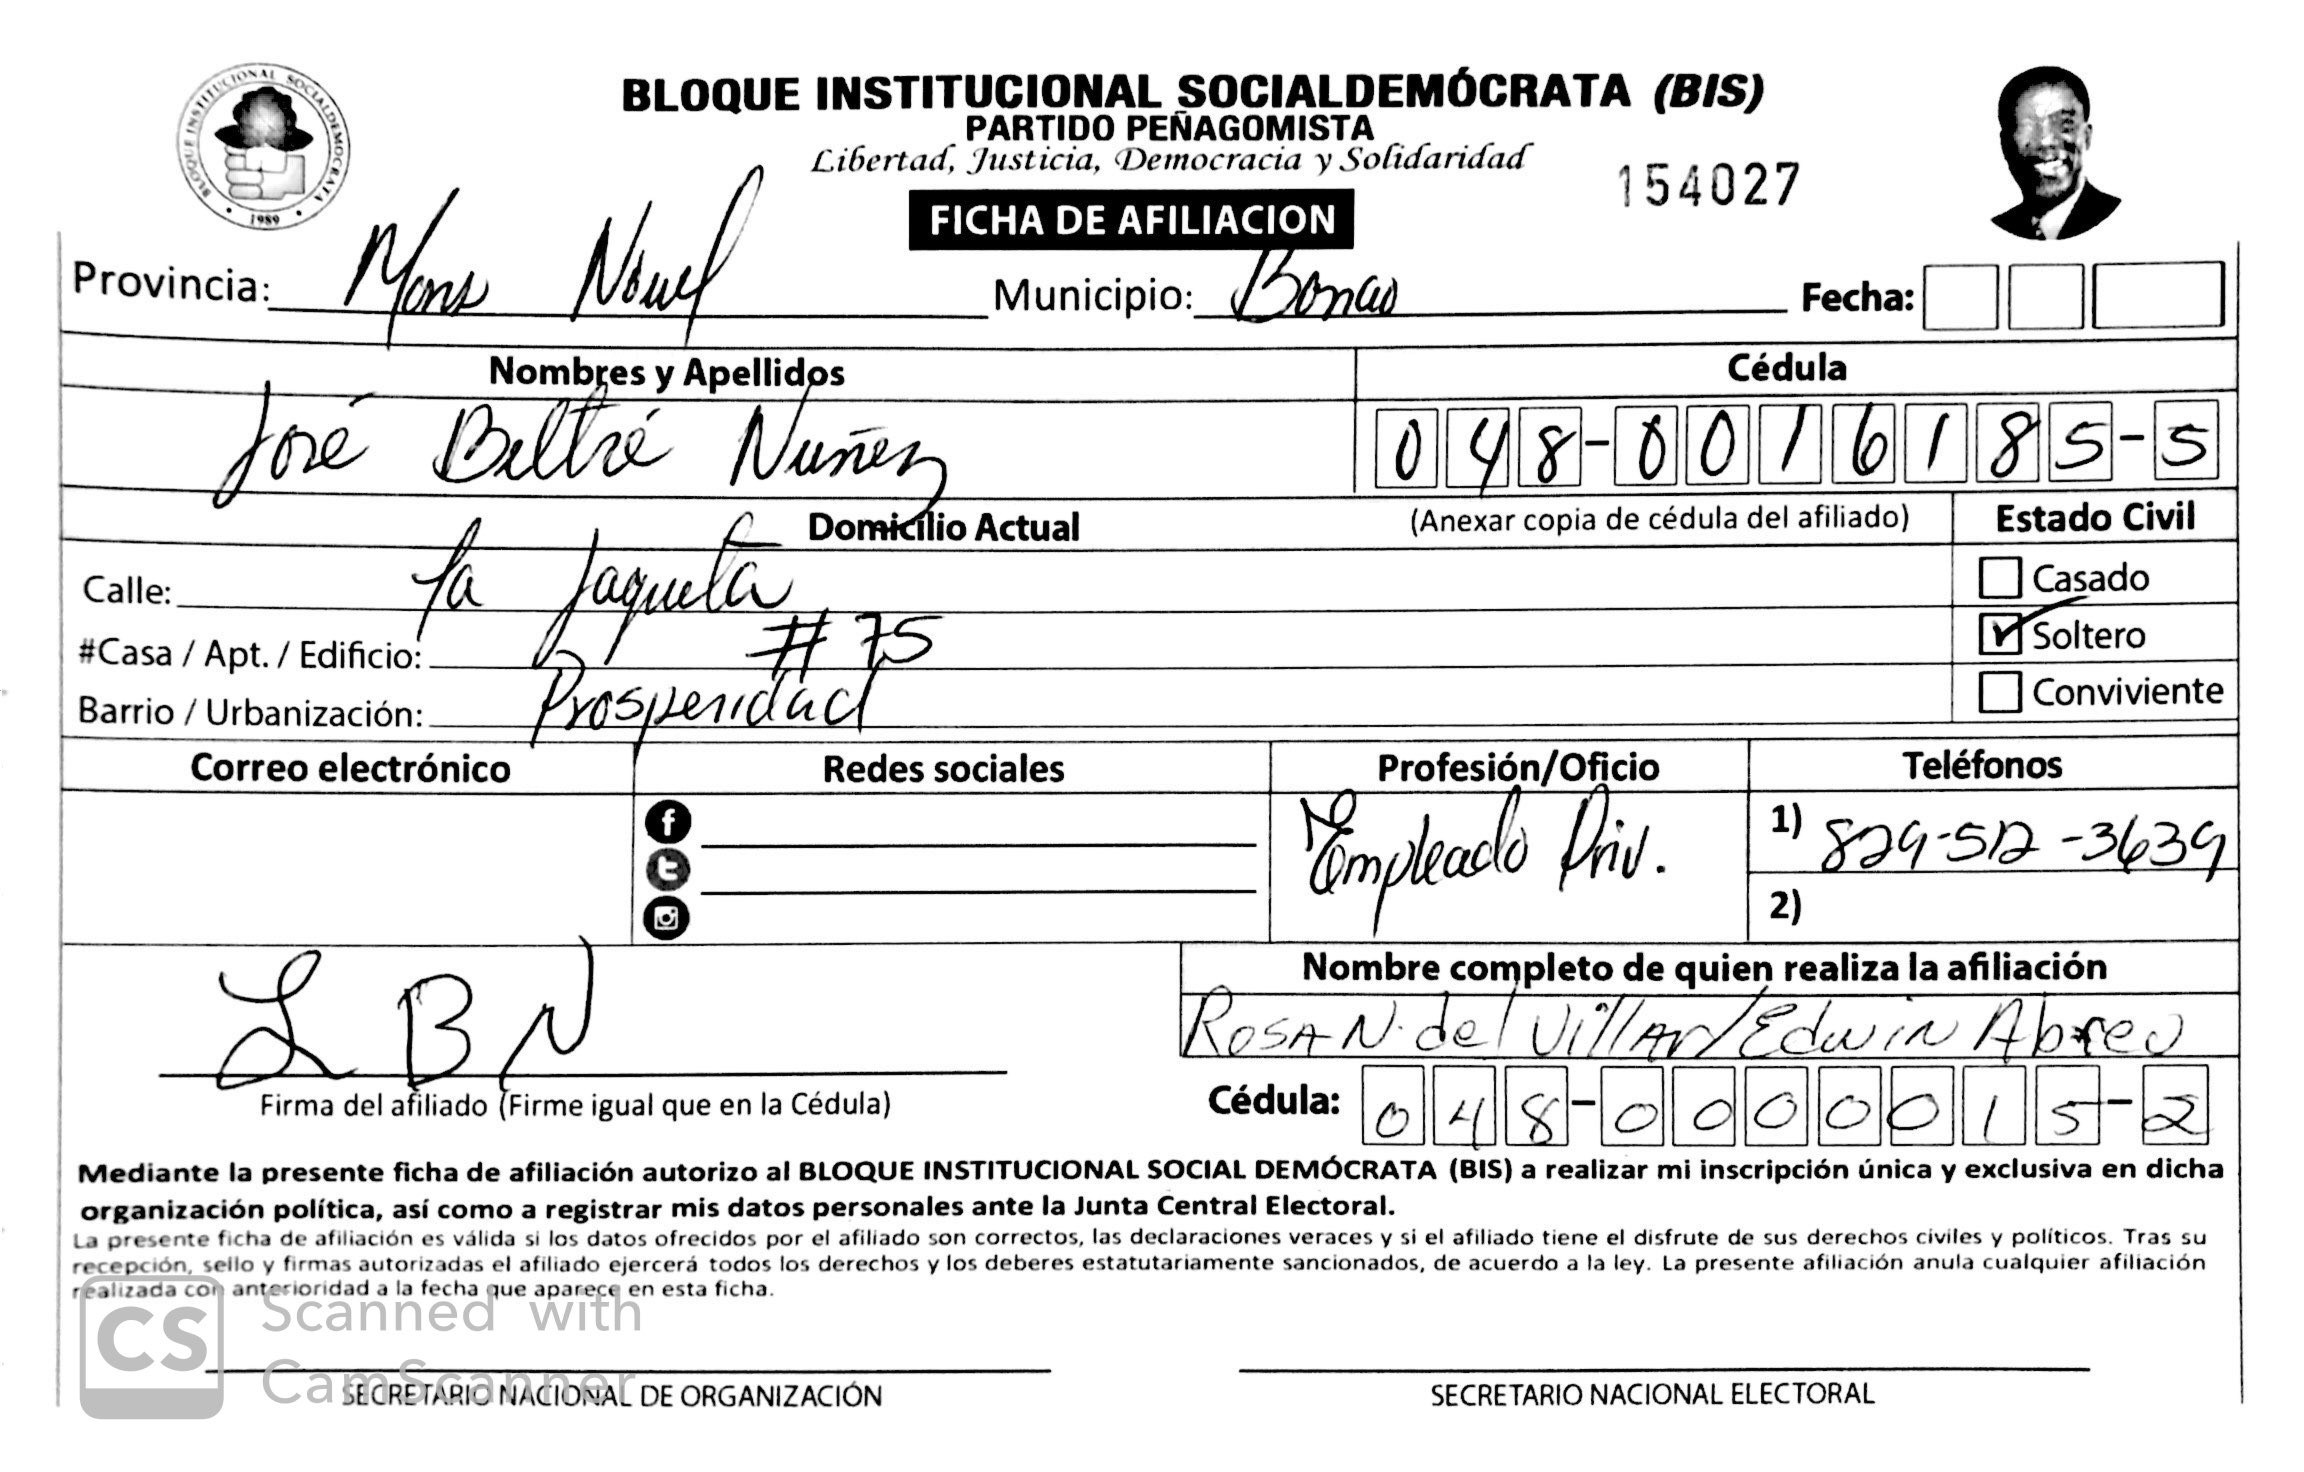 BLOQUE INSTITUCIONAL SOCIALDEMÓCRATA
1989
BLOQUE INSTITUCIONAL SOCIALDEMÓCRATA (BIS)
PARTIDO PEÑAGOMISTA
Libertad, Justicia, Democracia y Solidaridad
154027
FICHA DE AFILIACION
Provincia: Mons Nouel Municipio: Bonao Fecha:
Nombres y Apellidos Cédula
José Beltré Nuñez 048-0016185-5
Domicilio Actual (Anexar copia de cédula del afiliado) Estado Civil
Calle: La Jaqueta Casado
#Casa / Apt. / Edificio: #75 Soltero
Barrio / Urbanización: Prosperidad Conviviente
Correo electrónico Redes sociales Profesión/Oficio Teléfonos
Empleado Priv. 1) 829-512-3639
2)
Nombre completo de quien realiza la afiliación
Rosa N. del Villar/Edwin Abreu
L B N
Firma del afiliado (Firme igual que en la Cédula) Cédula: 048-0000015-2
Mediante la presente ficha de afiliación autorizo al BLOQUE INSTITUCIONAL SOCIAL DEMÓCRATA (BIS) a realizar mi inscripción única y exclusiva en dicha
organización política, así como a registrar mis datos personales ante la Junta Central Electoral.
La presente ficha de afiliación es válida si los datos ofrecidos por el afiliado son correctos, las declaraciones veraces y si el afiliado tiene el disfrute de sus derechos civiles y políticos. Tras su
recepción, sello y firmas autorizadas el afiliado ejercerá todos los derechos y los deberes estatutariamente sancionados, de acuerdo a la ley. La presente afiliación anula cualquier afiliación
realizada con anterioridad a la fecha que aparece en esta ficha.
CS Scanned with
CamScanner
SECRETARIO NACIONAL DE ORGANIZACIÓN SECRETARIO NACIONAL ELECTORAL